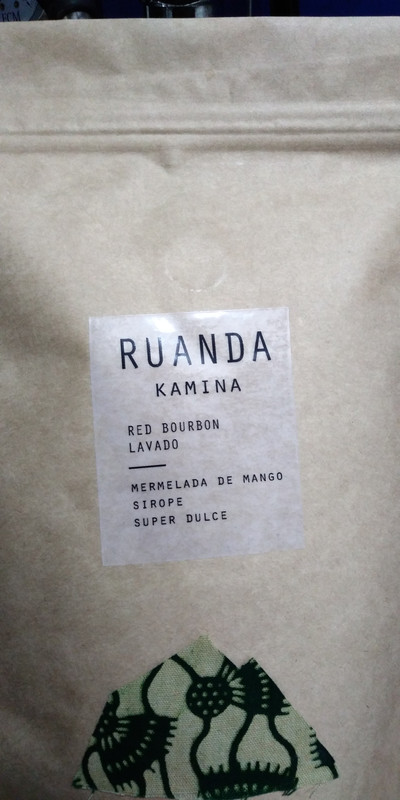 RUANDA
KAMINA
RED BOURBON
LAVADO
MERMELADA DE MANGO
SIROPE
SUPER DULCE